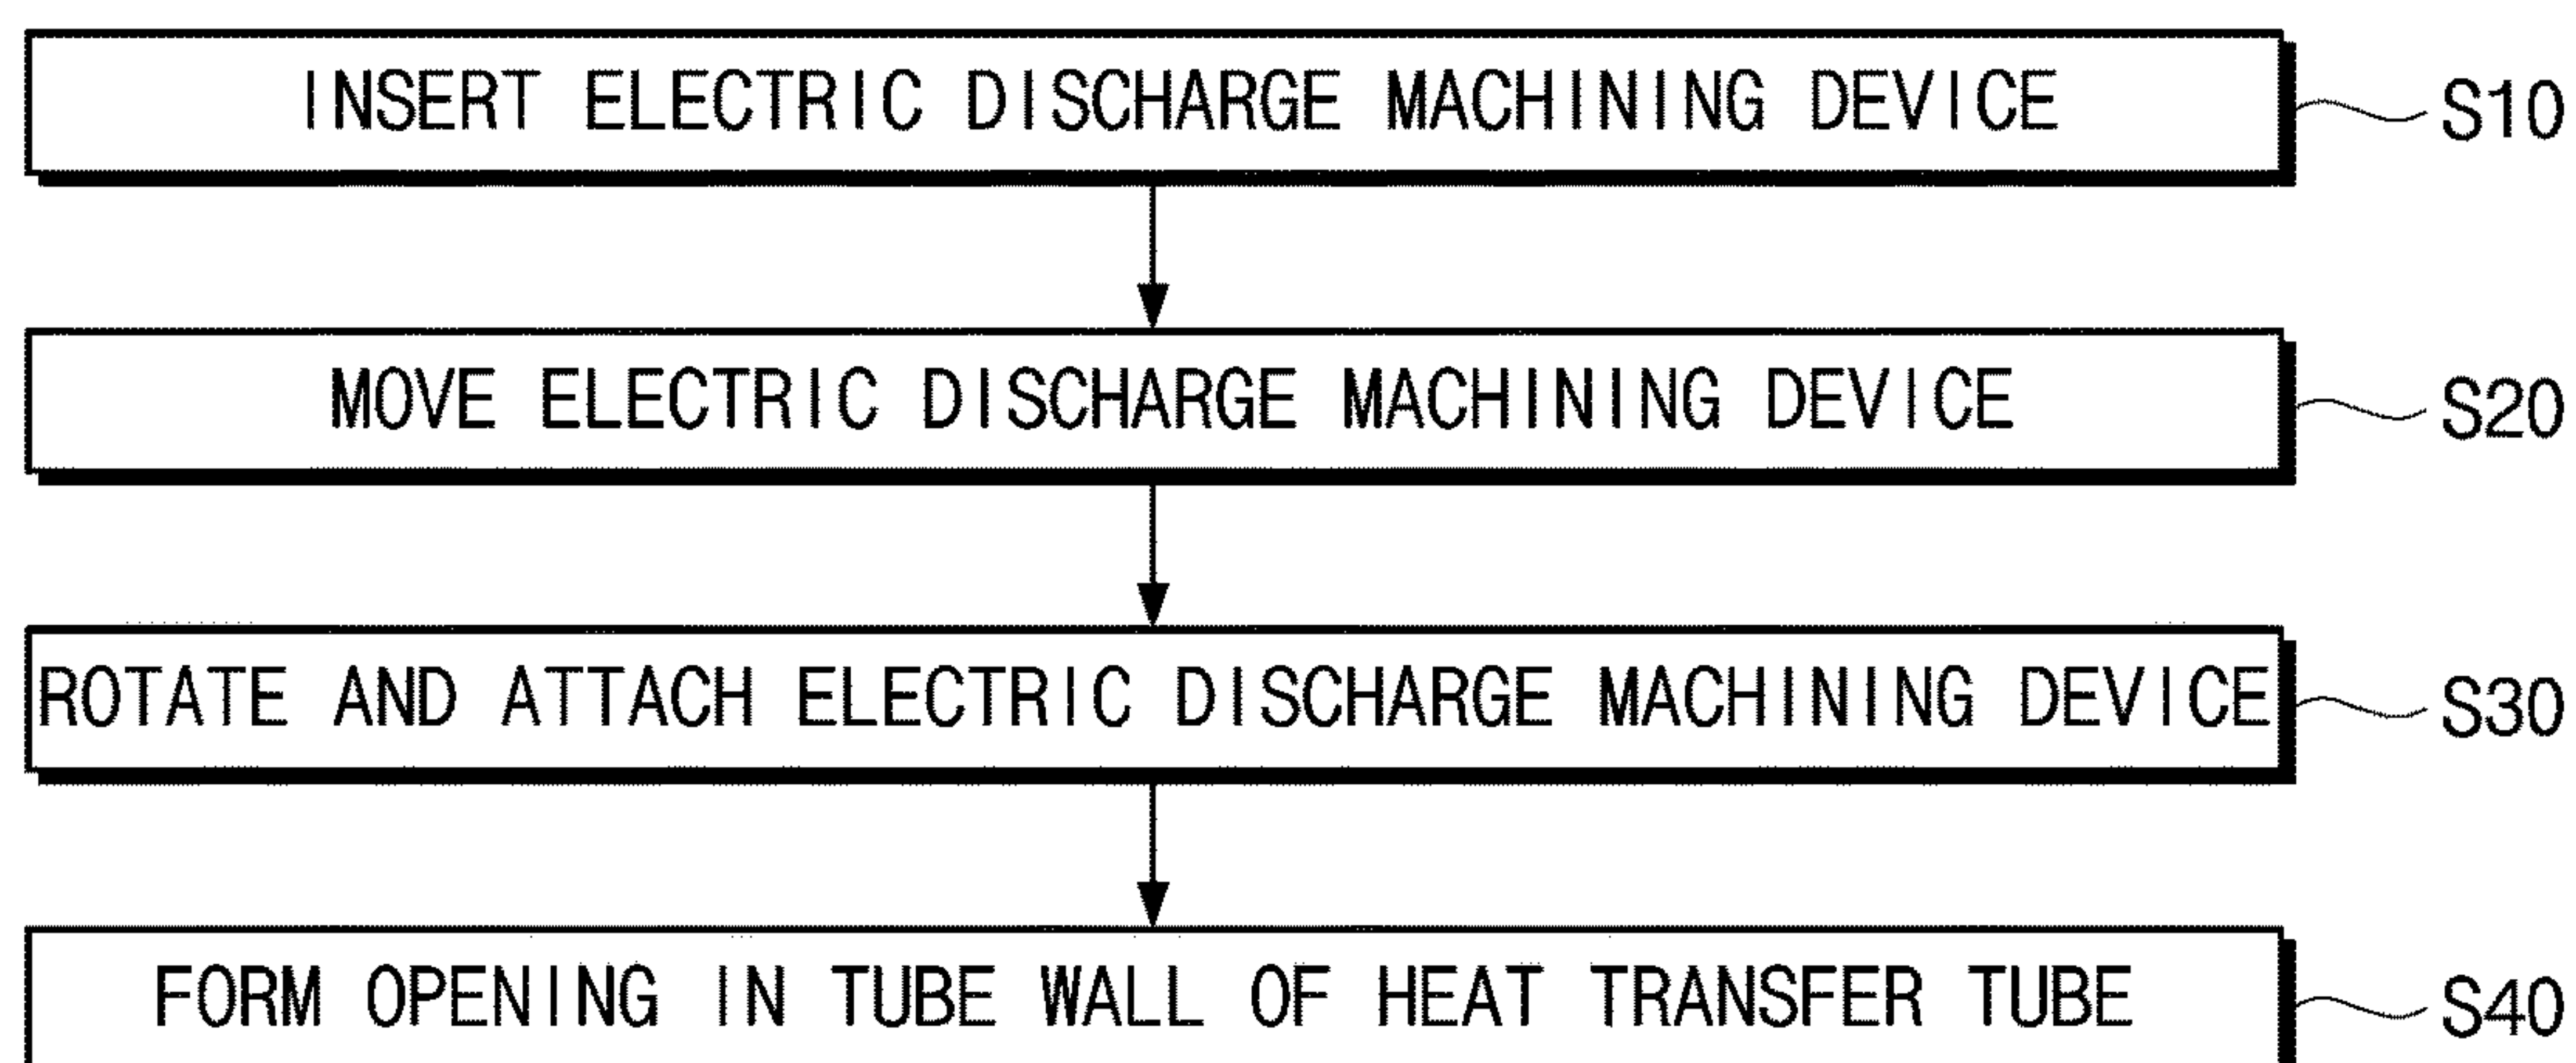 INSERT ELECTRIC DISCHARGE MACHINING DEVICE S10
MOVE ELECTRIC DISCHARGE MACHINING DEVICE S20
ROTATE AND ATTACH ELECTRIC DISCHARGE MACHINING DEVICE S30
FORM OPENING IN TUBE WALL OF HEAT TRANSFER TUBE S40